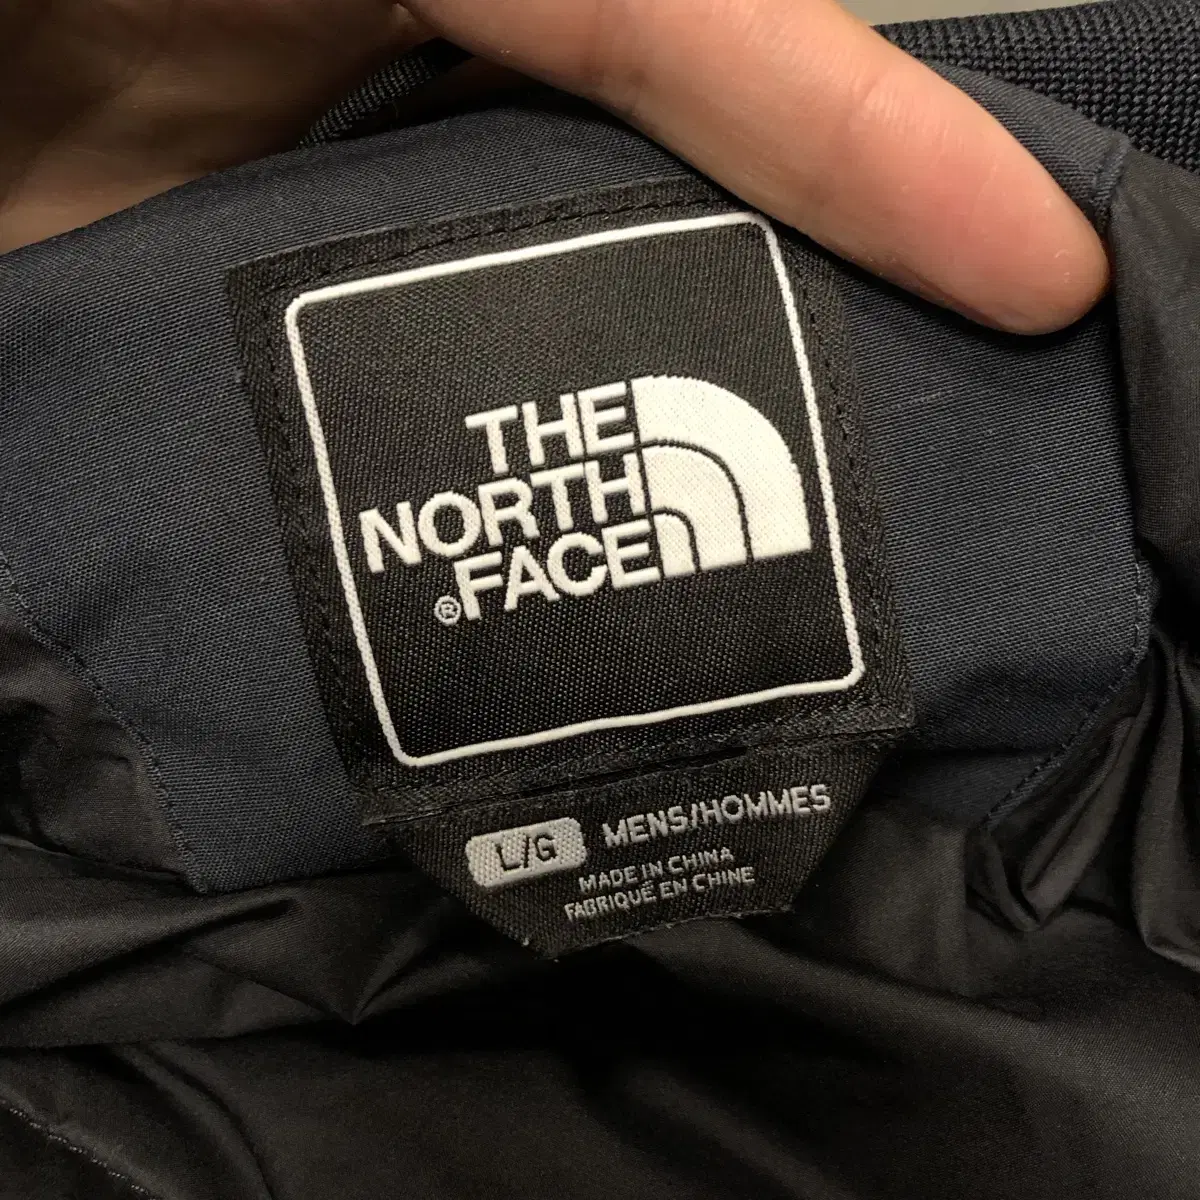 THE
NORTH
®FACE
L/G MENS/HOMMES
MADE IN CHINA
FABRIQUÉ EN CHINE